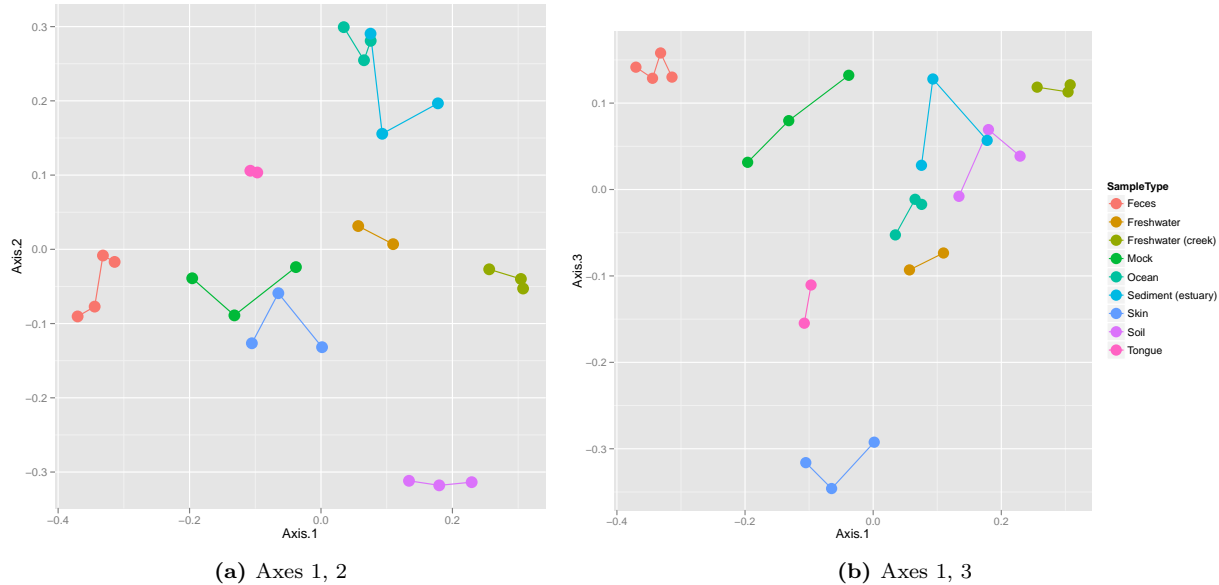 0.3
0.2
0.1
0.0
−0.1
−0.2
−0.3
Axis.2
−0.4
−0.2
0.0
0.2
Axis.1
(a) Axes 1, 2
0.1
0.0
−0.1
−0.2
−0.3
Axis.3
−0.4
−0.2
0.0
0.2
Axis.1
(b) Axes 1, 3
SampleType
Feces
Freshwater
Freshwater (creek)
Mock
Ocean
Sediment (estuary)
Skin
Soil
Tongue